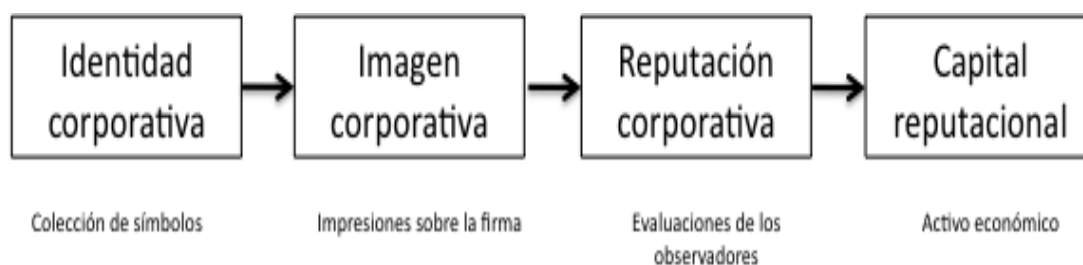 Identidad
corporativa
Imagen
corporativa
Reputación
corporativa
Capital
reputacional
Colección de símbolos
Impresiones sobre la firma
Evaluaciones de los
observadores
Activo económico